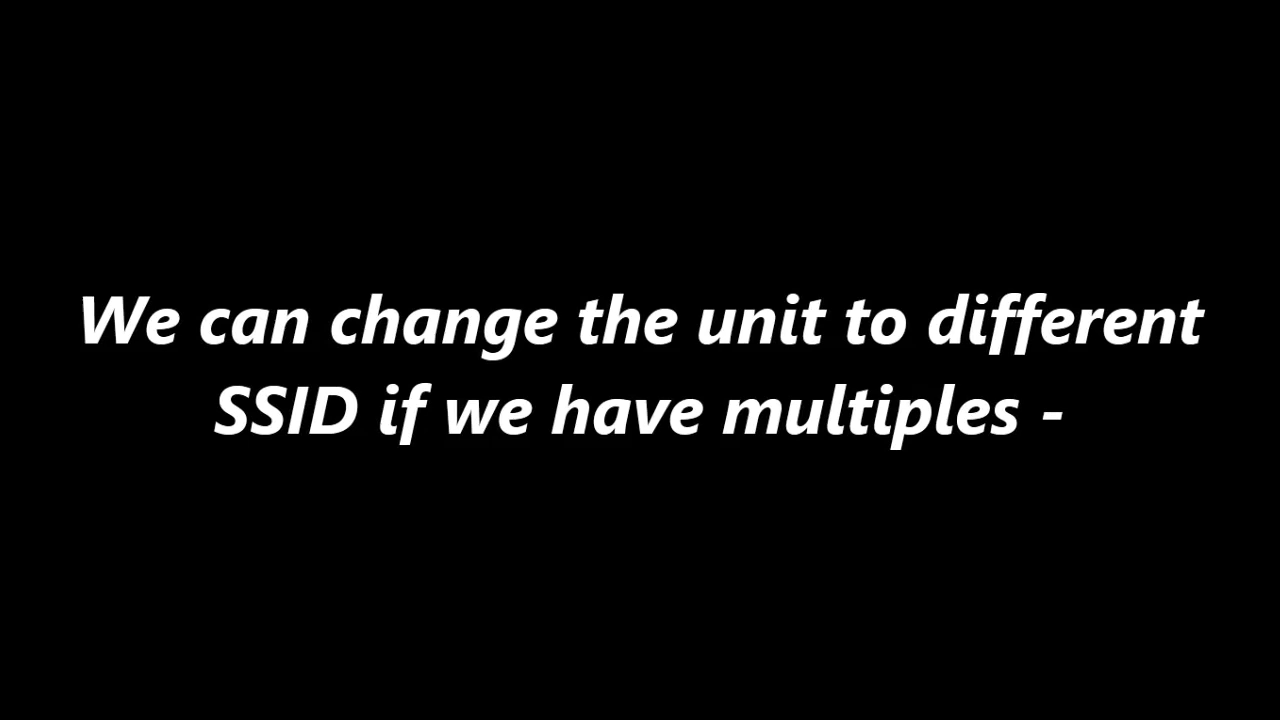 We can change the unit to different
SSID if we have multiples -